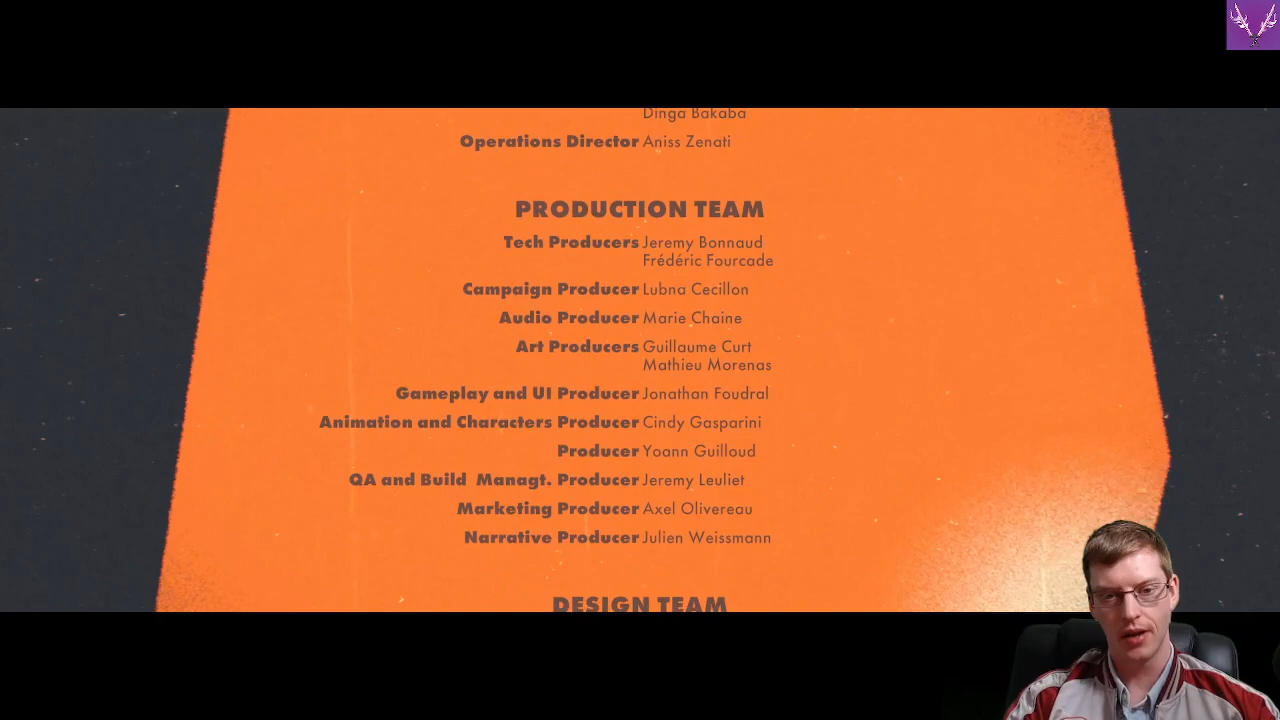 Dinga Bakaba
Operations Director Aniss Zenati
PRODUCTION TEAM
Tech Producers Jeremy Bonnaud
Frédéric Fourcade
Campaign Producer Lubna Cecillon
Audio Producer Marie Chaine
Art Producers Guillaume Curt
Mathieu Morenas
Gameplay and UI Producer Jonathan Foudral
Animation and Characters Producer Cindy Gasparini
Producer Yoann Guilloud
QA and Build Managt. Producer Jeremy Leuliet
Marketing Producer Axel Olivereau
Narrative Producer Julien Weissmann
DESIGN TEAM